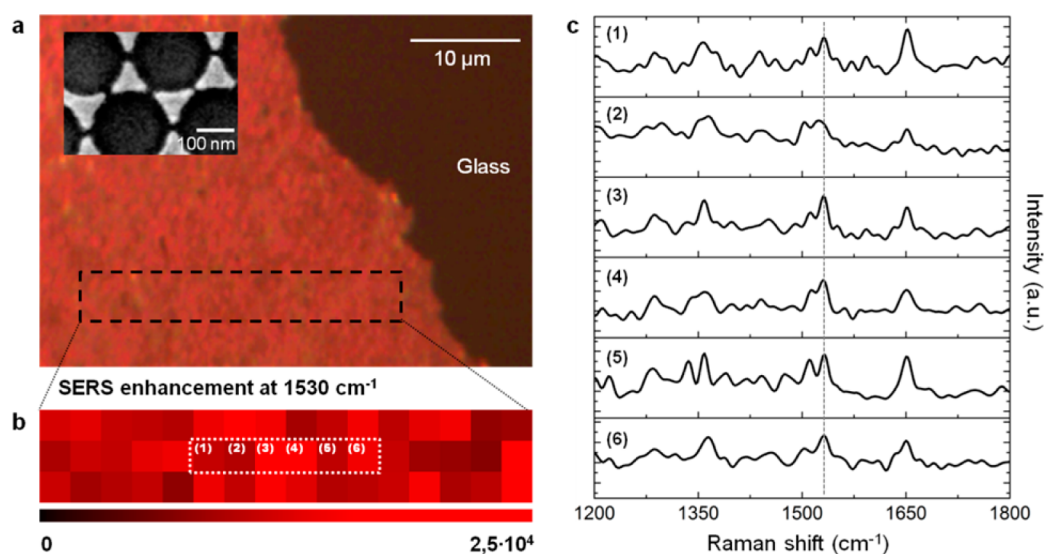 a
10 µm
100 nm
Glass
SERS enhancement at 1530 cm⁻¹
b
(1) (2) (3) (4) (5) (6)
0 2,5·10⁴
c
(1)
(2)
(3)
(4)
(5)
(6)
1200 1350 1500 1650 1800
Raman shift (cm⁻¹)
Intensity (a.u.)